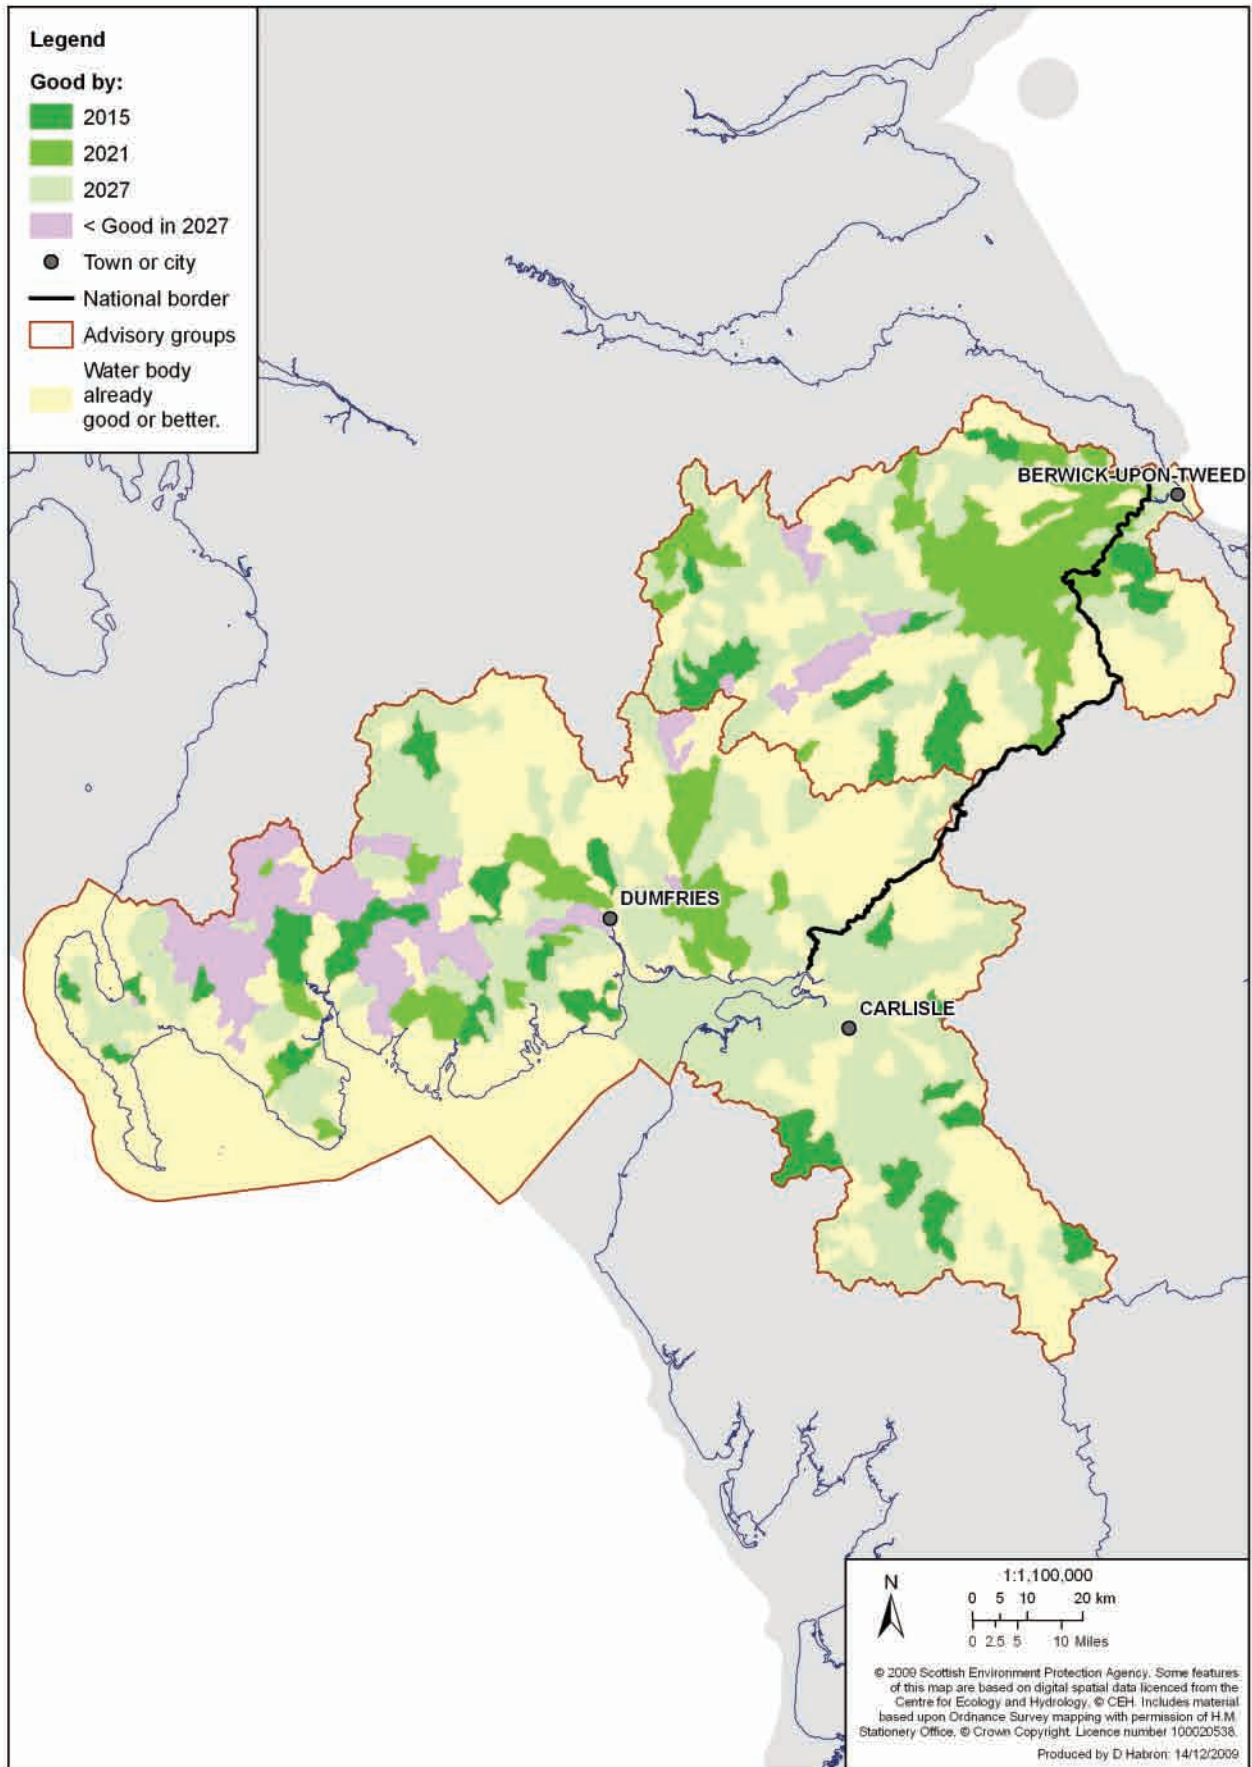 Legend
Good by:
2015
2021
2027
< Good in 2027
Town or city
National border
Advisory groups
Water body
already
good or better.
BERWICK-UPON-TWEED
DUMFRIES
CARLISLE
N
1:1,100,000
0 5 10 20 km
0 2.5 5 10 Miles
© 2009 Scottish Environment Protection Agency. Some features
of this map are based on digital spatial data licenced from the
Centre for Ecology and Hydrology, © CEH. Includes material
based upon Ordnance Survey mapping with permission of H.M.
Stationery Office, © Crown Copyright. Licence number 100020538.
Produced by D Habron: 14/12/2009